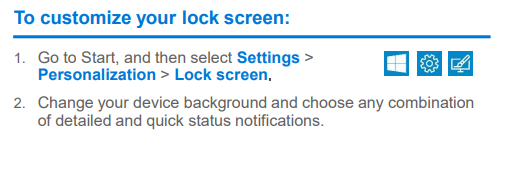 To customize your lock screen:
1. Go to Start, and then select Settings >
Personalization > Lock screen.
2. Change your device background and choose any combination
of detailed and quick status notifications.